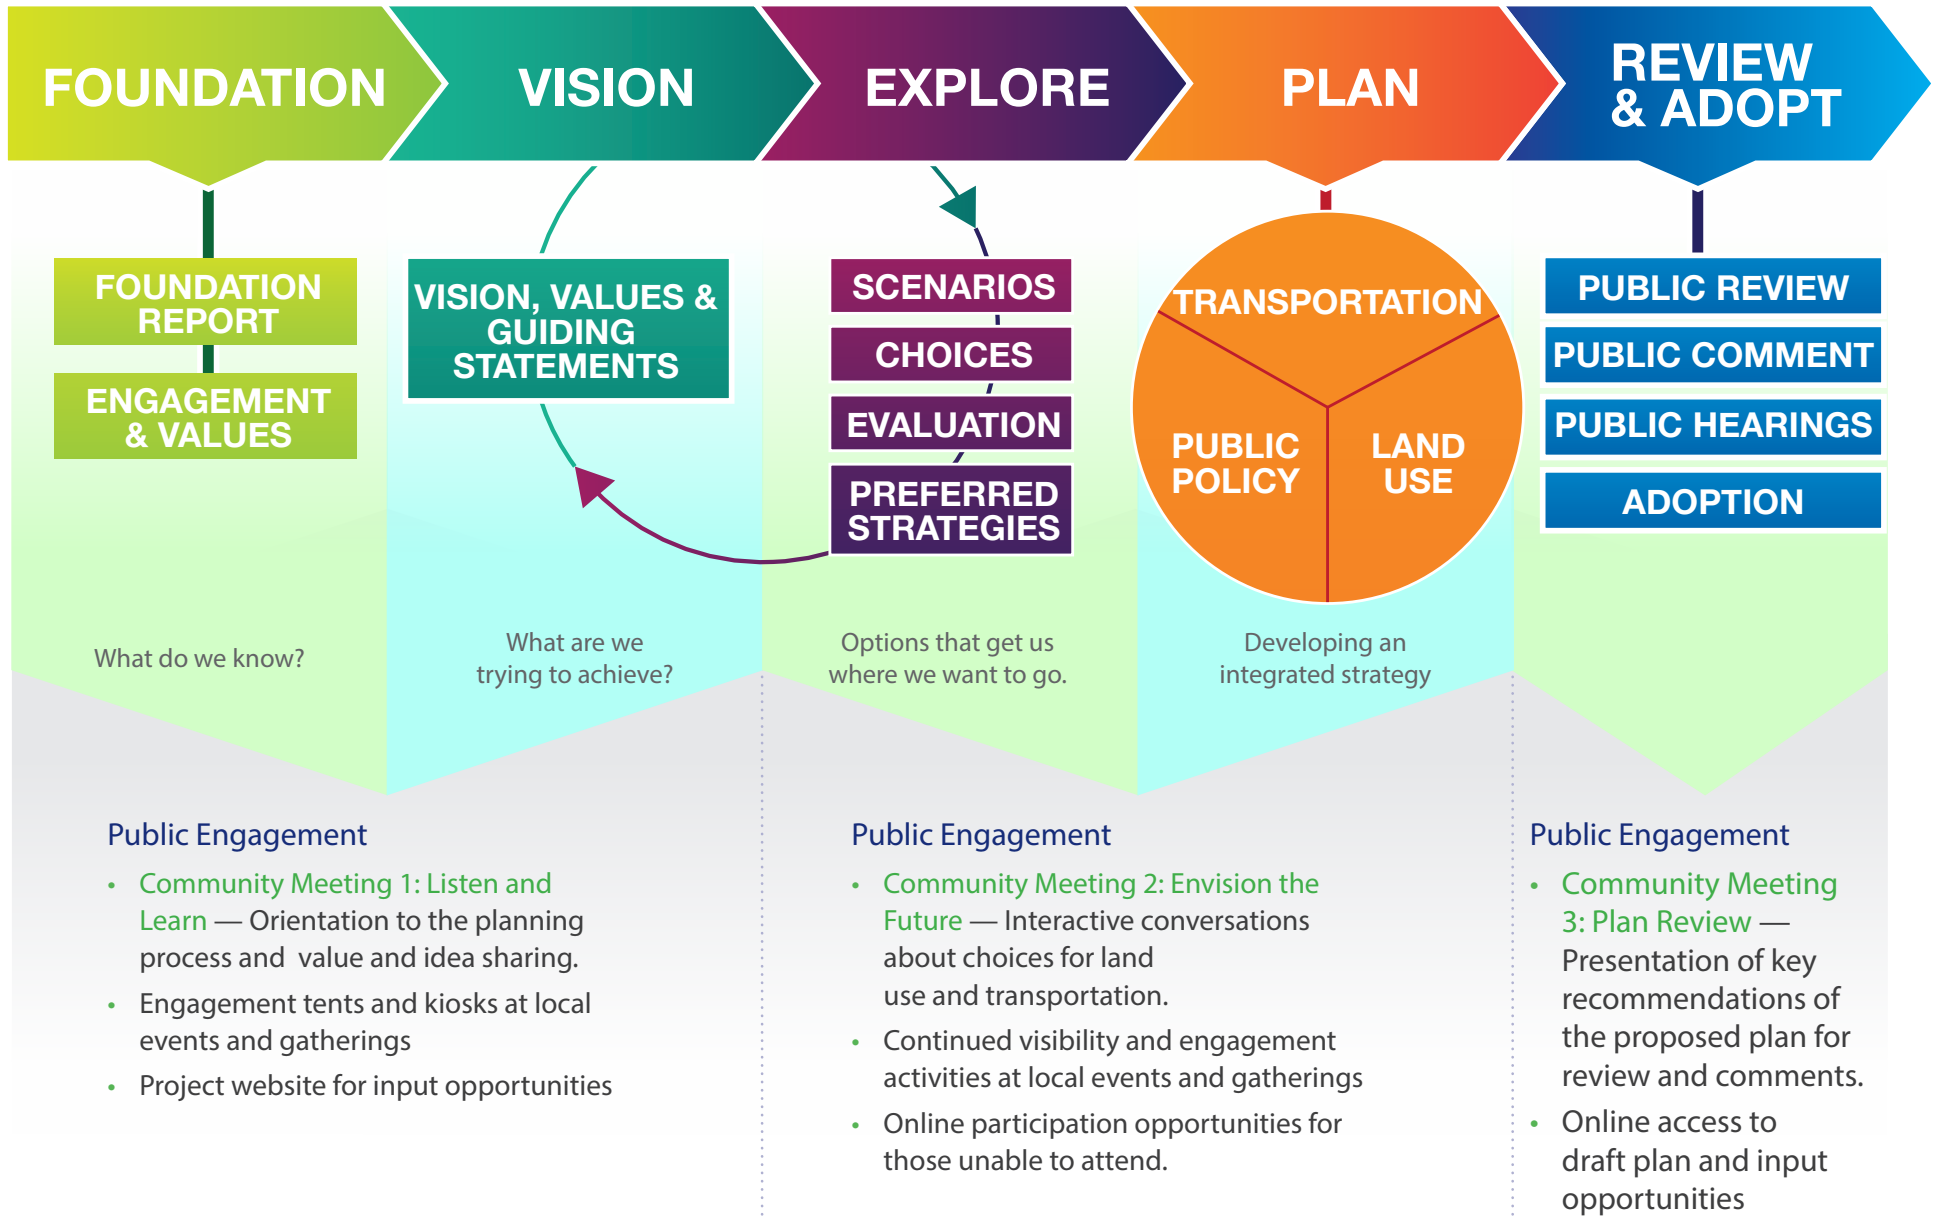 FOUNDATION
VISION
EXPLORE
PLAN
REVIEW
& ADOPT
FOUNDATION
REPORT
ENGAGEMENT
& VALUES
VISION, VALUES &
GUIDING
STATEMENTS
SCENARIOS
CHOICES
EVALUATION
PREFERRED
STRATEGIES
TRANSPORTATION
PUBLIC
POLICY
LAND
USE
PUBLIC REVIEW
PUBLIC COMMENT
PUBLIC HEARINGS
ADOPTION
What do we know?
What are we
trying to achieve?
Options that get us
where we want to go.
Developing an
integrated strategy
Public Engagement
• Community Meeting 1: Listen and
Learn — Orientation to the planning
process and  value and idea sharing.
• Engagement tents and kiosks at local
events and gatherings
• Project website for input opportunities
Public Engagement
• Community Meeting 2: Envision the
Future — Interactive conversations
about choices for land
use and transportation.
• Continued visibility and engagement
activities at local events and gatherings
• Online participation opportunities for
those unable to attend.
Public Engagement
• Community Meeting
3: Plan Review —
Presentation of key
recommendations of
the proposed plan for
review and comments.
• Online access to
draft plan and input
opportunities